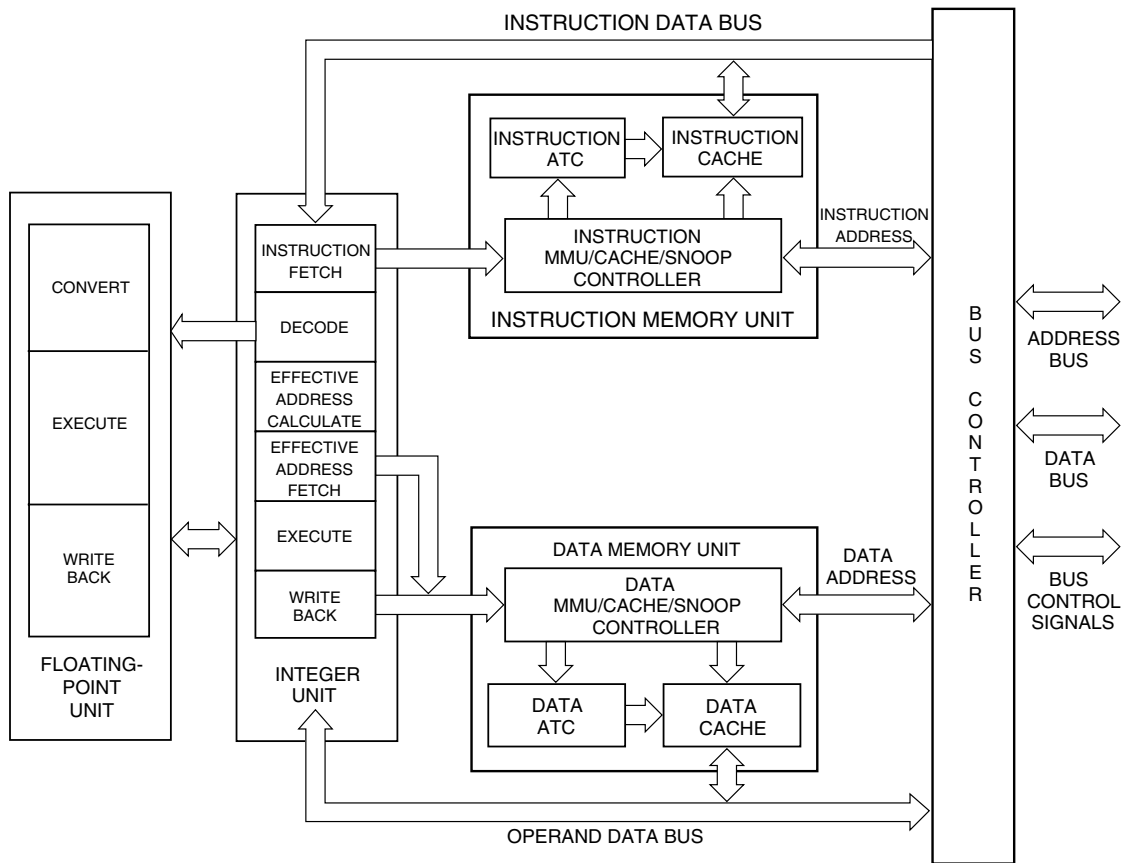 INSTRUCTION DATA BUS
INSTRUCTION
ATC
INSTRUCTION
CACHE
INSTRUCTION
MMU/CACHE/SNOOP
CONTROLLER
INSTRUCTION MEMORY UNIT
INSTRUCTION
ADDRESS
CONVERT
EXECUTE
WRITE
BACK
FLOATING-
POINT
UNIT
INSTRUCTION
FETCH
DECODE
EFFECTIVE
ADDRESS
CALCULATE
EFFECTIVE
ADDRESS
FETCH
EXECUTE
WRITE
BACK
INTEGER
UNIT
DATA MEMORY UNIT
DATA
MMU/CACHE/SNOOP
CONTROLLER
DATA
ATC
DATA
CACHE
DATA
ADDRESS
OPERAND DATA BUS
B
U
S
C
O
N
T
R
O
L
L
E
R
ADDRESS
BUS
DATA
BUS
BUS
CONTROL
SIGNALS